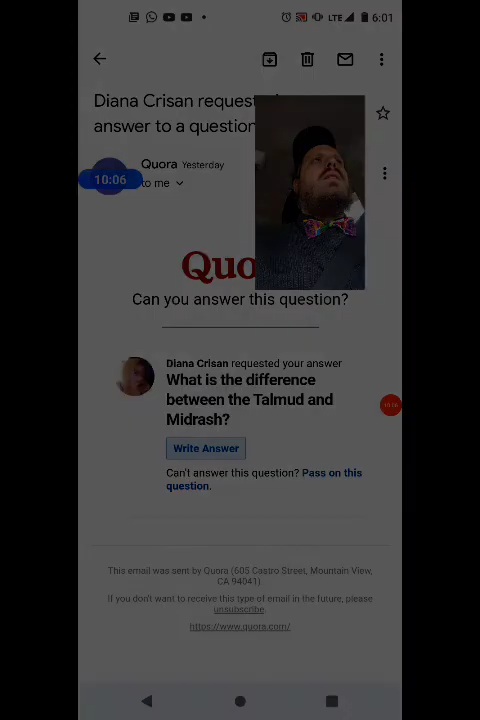 LTE 6:01
Diana Crisan reques
answer to a question
Quora Yesterday
10:06
to me
Quo
Can you answer this question?
Diana Crisan requested your answer
What is the difference
between the Talmud and
Midrash?
Write Answer
Can't answer this question? Pass on this
question.
This email was sent by Quora (605 Castro Street, Mountain View,
CA 94041).
If you don't want to receive this type of email in the future, please
unsubscribe.
https://www.quora.com/